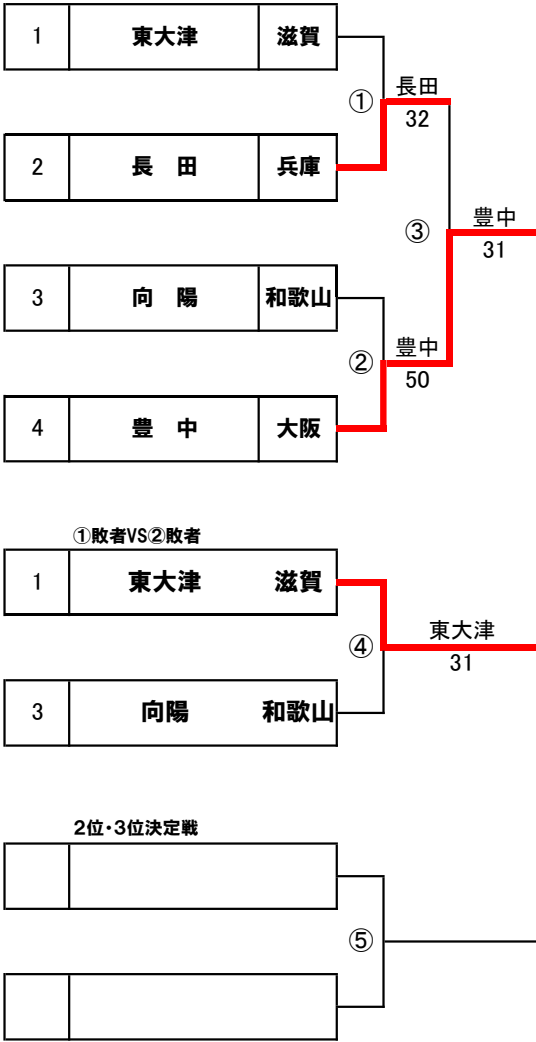 1 東大津 滋賀
① 長田
32
2 長 田 兵庫
③ 豊中
31
3 向 陽 和歌山
② 豊中
50
4 豊 中 大阪
①敗者VS②敗者
1 東大津 滋賀
④ 東大津
31
3 向陽 和歌山
2位・3位決定戦
⑤